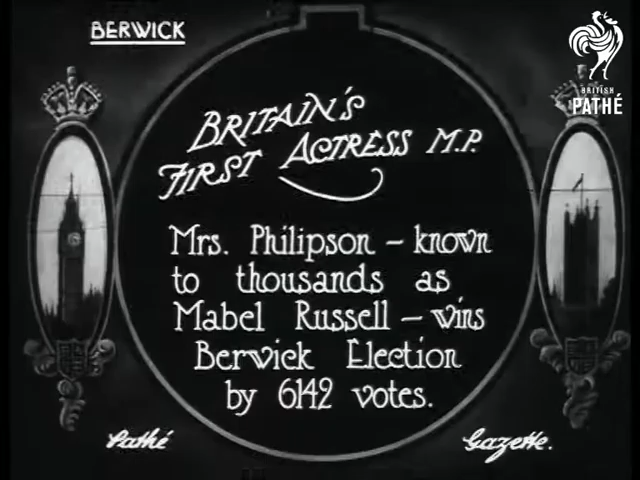 BERWICK
BRITISH
PATHÉ
BRITAIN'S
FIRST ACTRESS M.P.
Mrs. Philipson – known
to thousands as
Mabel Russell – wins
Berwick Election
by 6142 votes.
Pathé Gazette.